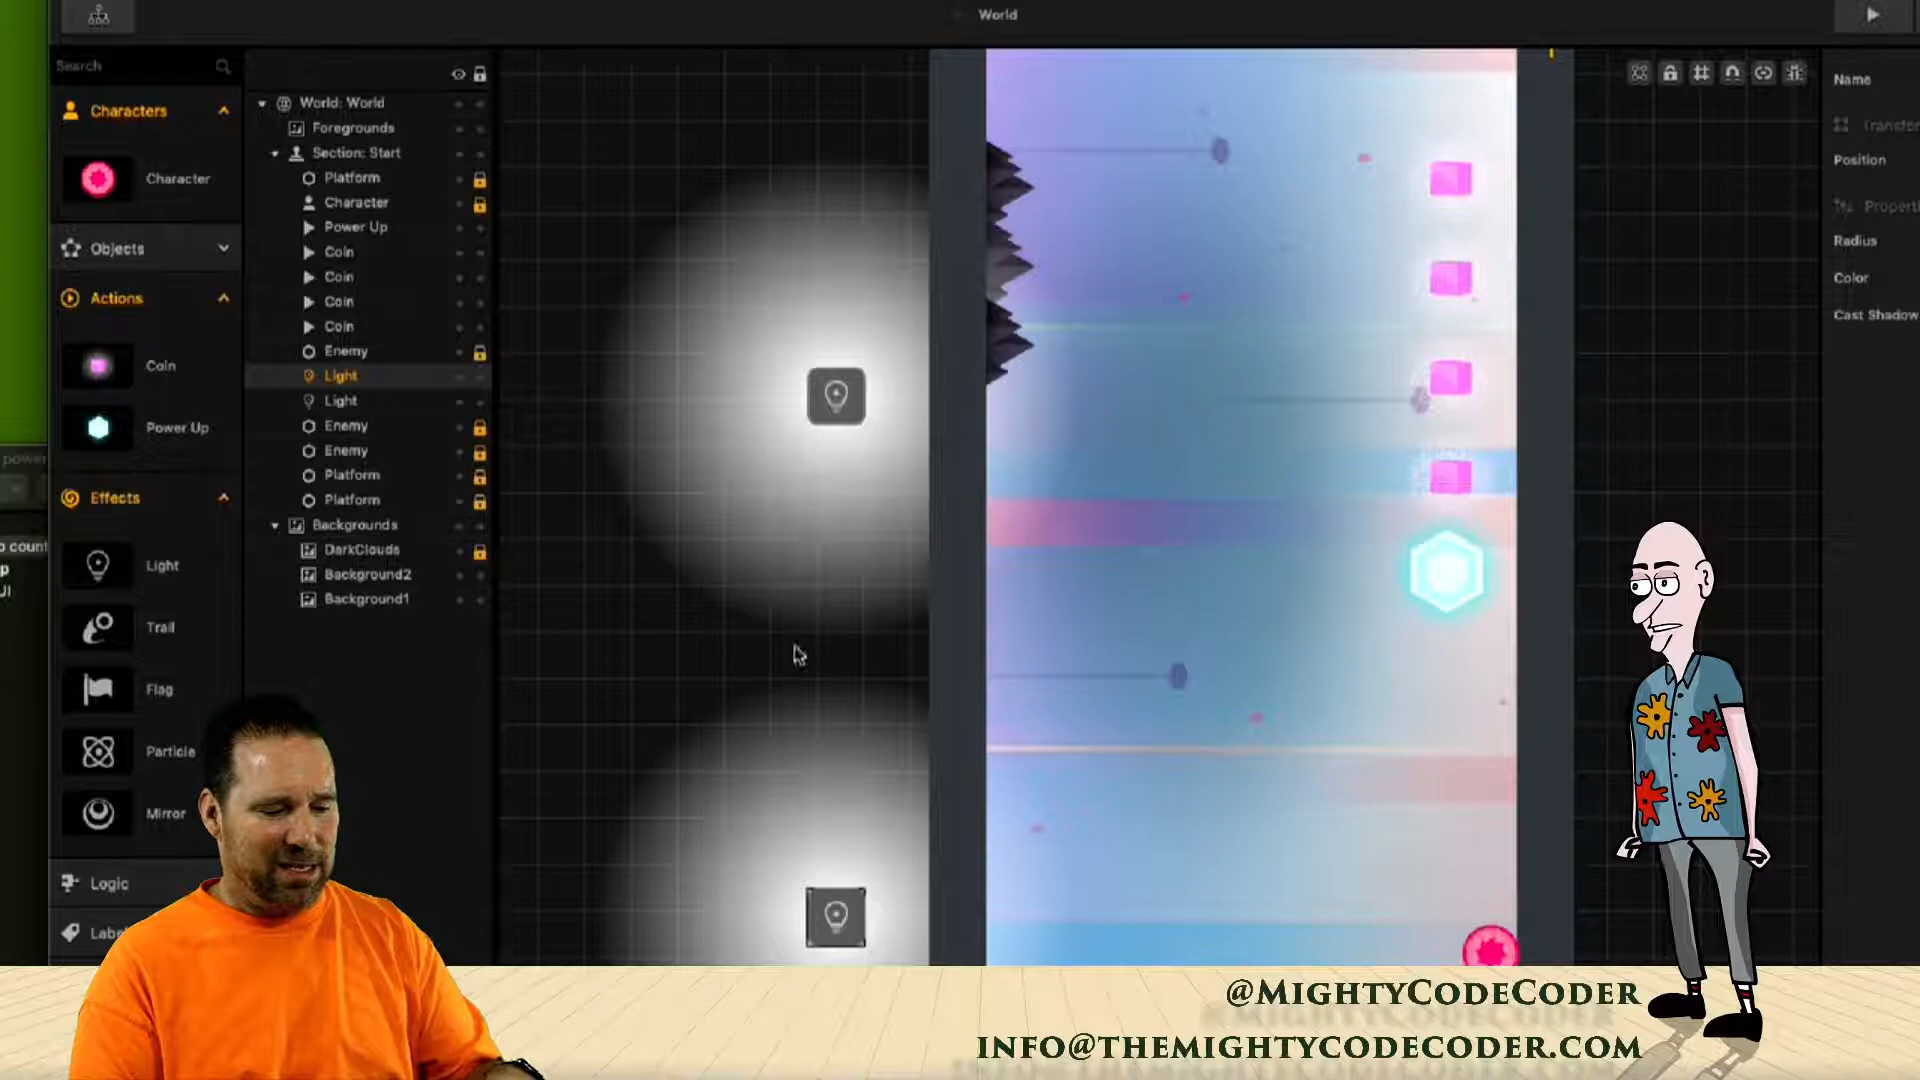 World
Search
Characters
Character
Objects
Actions
Coin
Power Up
Effects
Light
Trail
Flag
Particle
Mirror
Logic
World: World
Foregrounds
Section: Start
Platform
Character
Power Up
Coin
Coin
Coin
Coin
Enemy
Light
Light
Enemy
Enemy
Platform
Platform
Backgrounds
DarkClouds
Background2
Background1
Name
Position
Radius
Color
Cast Shadow
power
count
@MightyCodeCoder
info@themightycodecoder.com